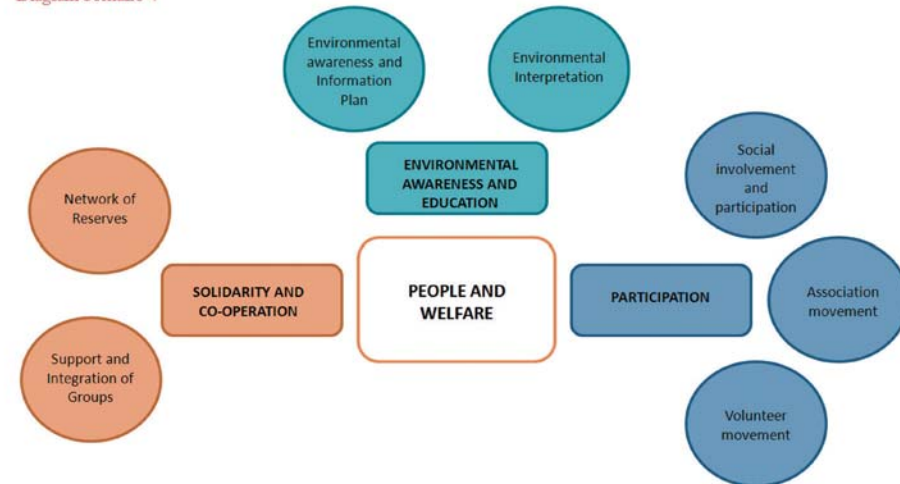 Environmental
awareness and
Information
Plan
Environmental
Interpretation
ENVIRONMENTAL
AWARENESS AND
EDUCATION
Social
involvement
and
participation
Network of
Reserves
SOLIDARITY AND
CO-OPERATION
PEOPLE AND
WELFARE
PARTICIPATION
Association
movement
Support and
Integration of
Groups
Volunteer
movement